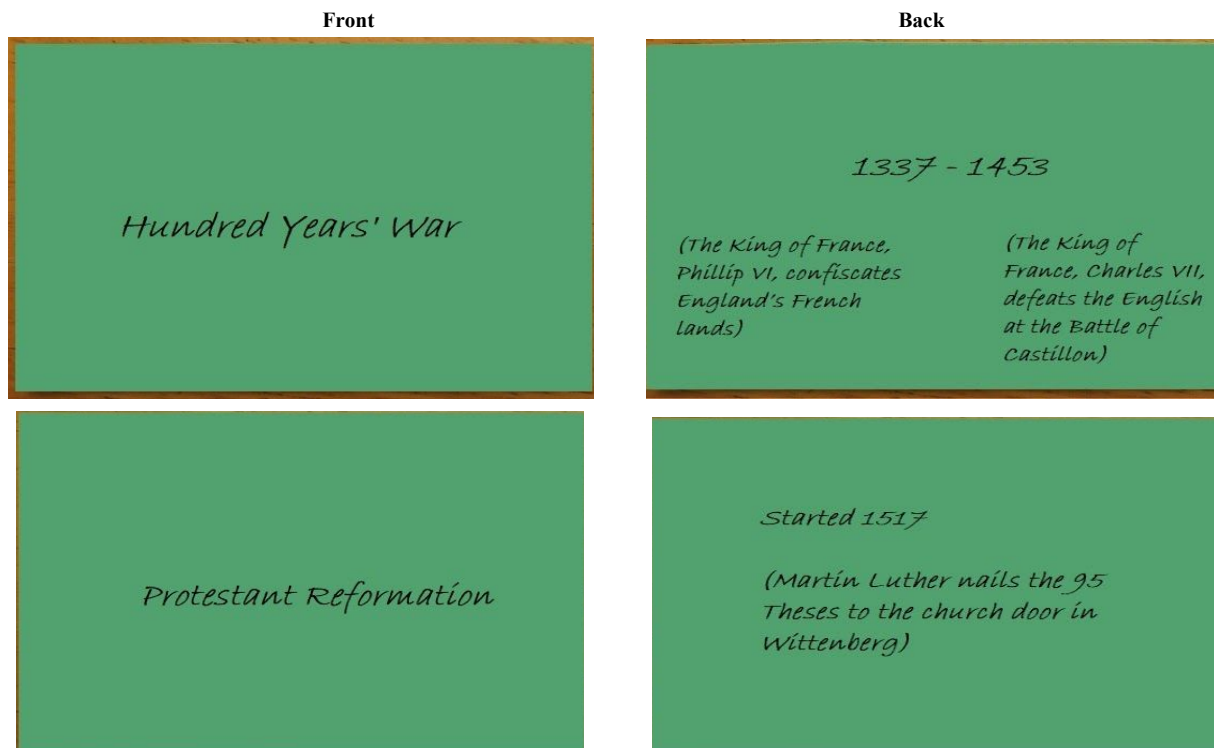 Front
Back
Hundred Years' War
1337 - 1453
(The King of France,
Phillip VI, confiscates
England's French
lands)
(The King of
France, Charles VII,
defeats the English
at the Battle of
Castillon)
Protestant Reformation
Started 1517
(Martin Luther nails the 95
Theses to the church door in
Wittenberg)